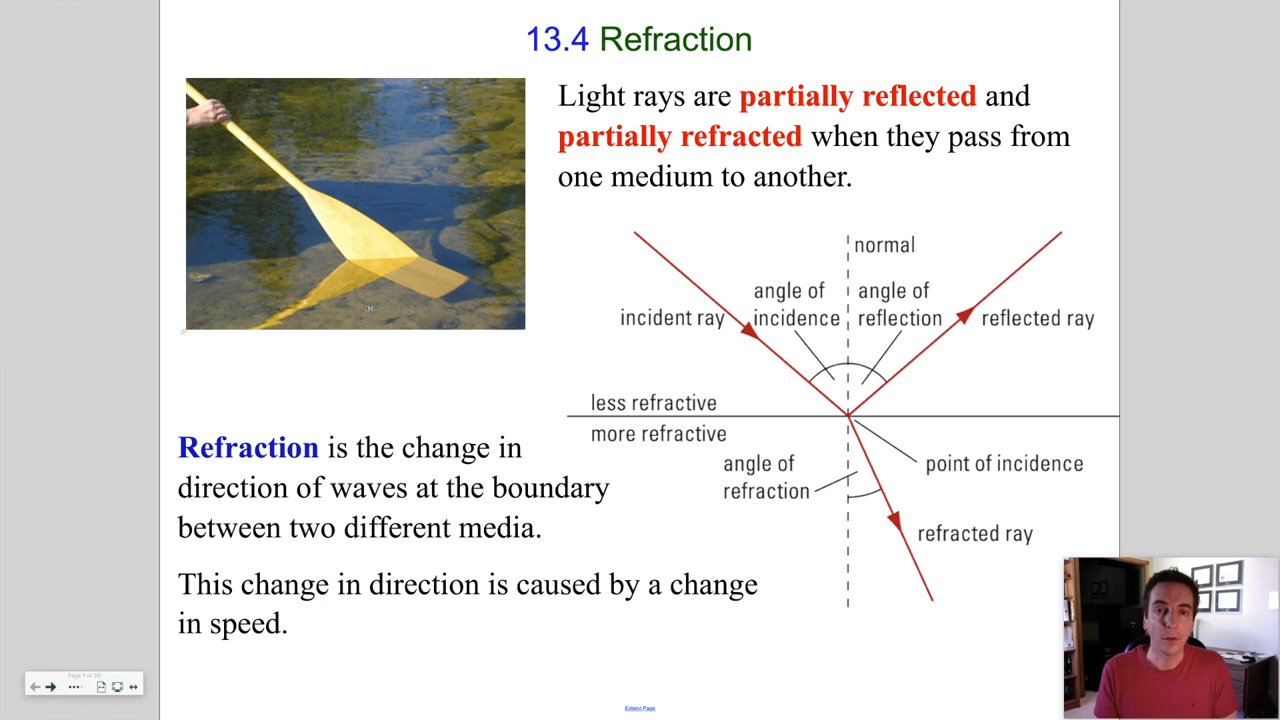 13.4 Refraction
Light rays are partially reflected and
partially refracted when they pass from
one medium to another.
normal
angle of
incidence
angle of
reflection
incident ray
reflected ray
less refractive
more refractive
angle of
refraction
point of incidence
refracted ray
Refraction is the change in
direction of waves at the boundary
between two different media.
This change in direction is caused by a change
in speed.
Extend Page